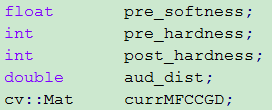 float pre_softness;
int pre_hardness;
int post_hardness;
double aud_dist;
cv::Mat currMFCCGD;